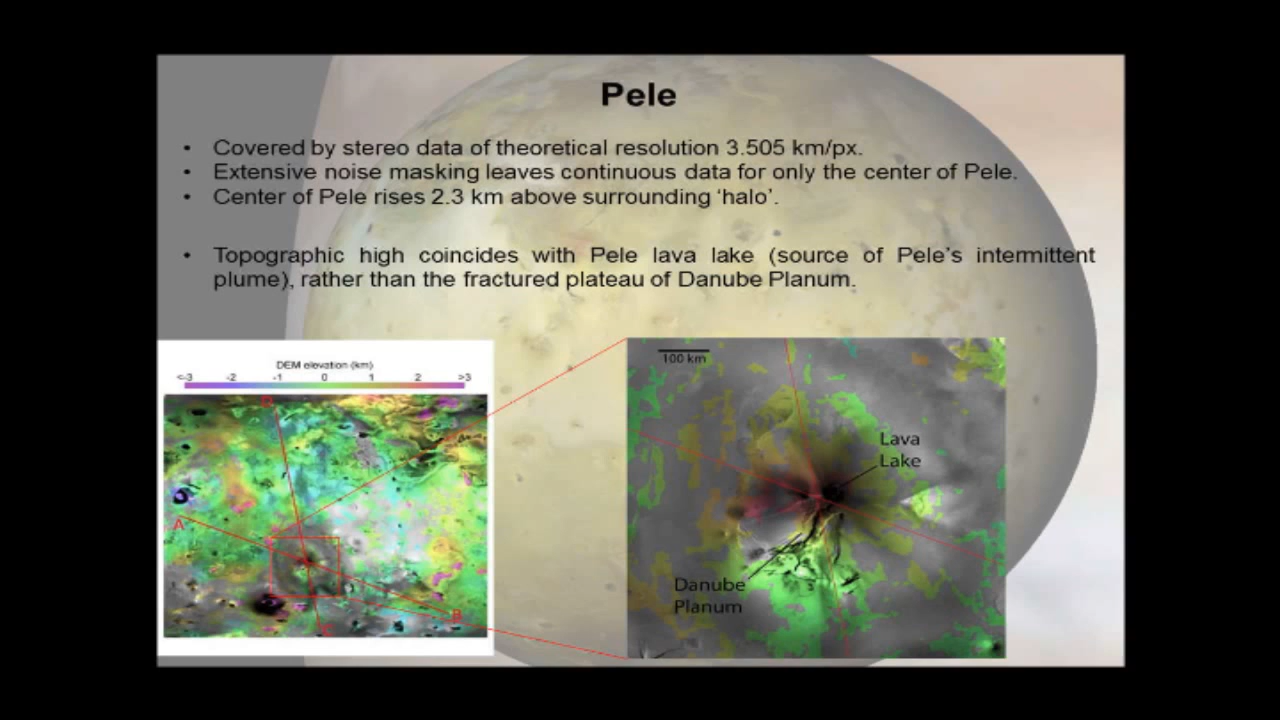 Pele
• Covered by stereo data of theoretical resolution 3.505 km/px.
• Extensive noise masking leaves continuous data for only the center of Pele.
• Center of Pele rises 2.3 km above surrounding ‘halo’.
• Topographic high coincides with Pele lava lake (source of Pele’s intermittent
plume), rather than the fractured plateau of Danube Planum.
DEM elevation (km)
<-3 -2 -1 0 1 2 >3
D
A
B
C
100 km
Lava
Lake
Danube
Planum